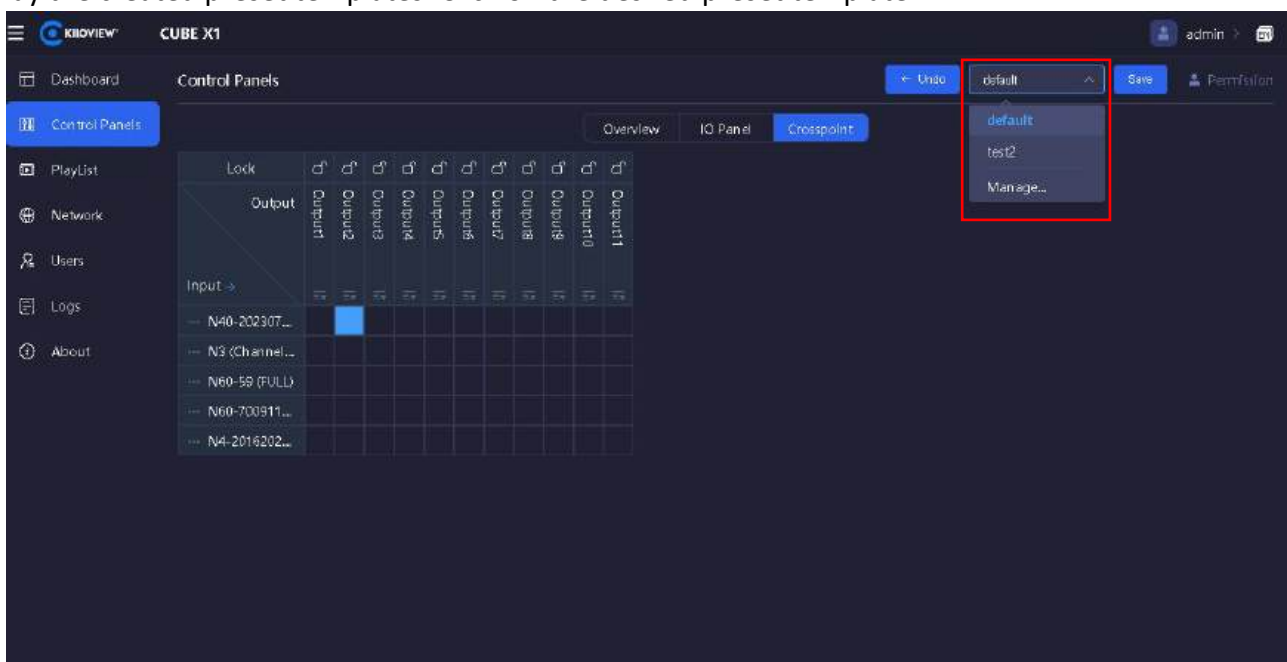 KILOVIEW
CUBE X1
admin >
Dashboard
Control Panels
PlayList
Network
Users
Logs
About
Control Panels
← Undo
default
Save
Permission
default
test2
Manage...
Overview
IO Panel
Crosspoint
Lock
Output
Output1
Output2
Output3
Output4
Output5
Output6
Output7
Output8
Output9
Output10
Output11
Input →
N40-202307...
N3 (Channel...
N60-59 (FULL)
N60-700911...
N4-2016202...